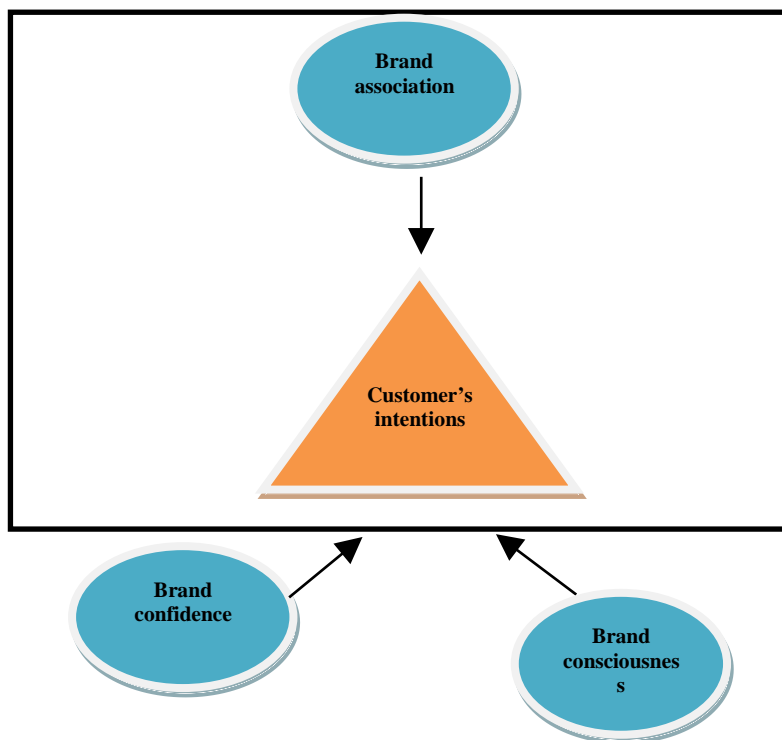 Brand
association
Customer’s
intentions
Brand
confidence
Brand
consciousnes
s